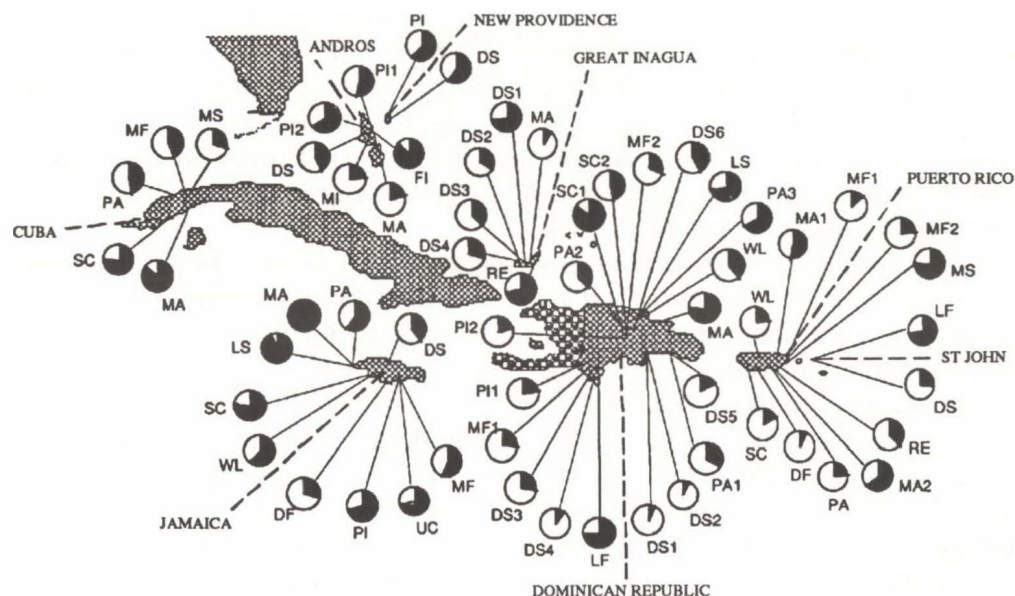 PI
NEW PROVIDENCE
ANDROS
DS
GREAT INAGUA
PI1
DS1
MA
MS
MF
PI2
DS2
MF2
DS6
SC2
LS
DS
FI
SC1
PA3
MF1
PUERTO RICO
PA
MI
MA
DS3
MA1
MF2
CUBA
DS4
PA2
WL
MS
SC
RE
MA
PA
WL
LF
MA
PI2
MA
LS
DS
ST JOHN
PI1
DS5
DS
SC
MF1
SC
RE
WL
MF
PA1
DF
MA2
DS3
DS2
PA
JAMAICA
DF
PI
UC
DS4
LF
DS1
DOMINICAN REPUBLIC